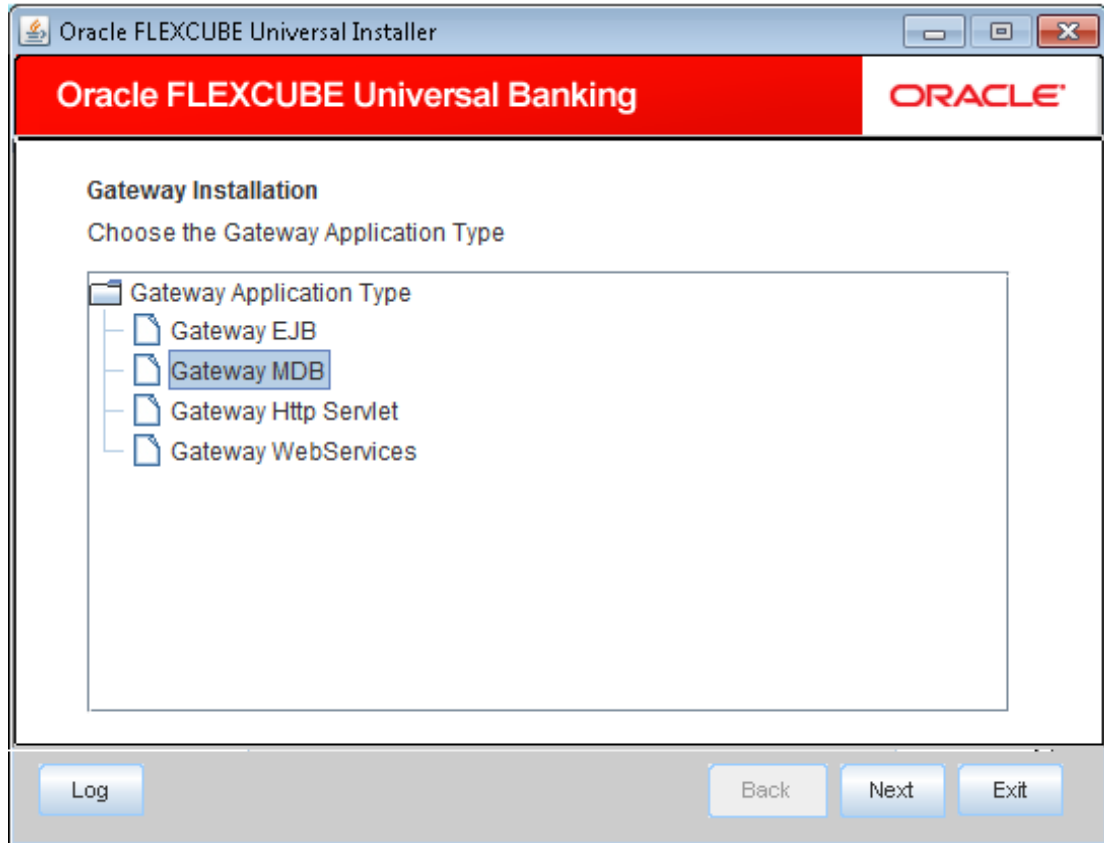 Oracle FLEXCUBE Universal Installer
Oracle FLEXCUBE Universal Banking
ORACLE
Gateway Installation
Choose the Gateway Application Type
Gateway Application Type
Gateway EJB
Gateway MDB
Gateway Http Servlet
Gateway WebServices
Log Back Next Exit